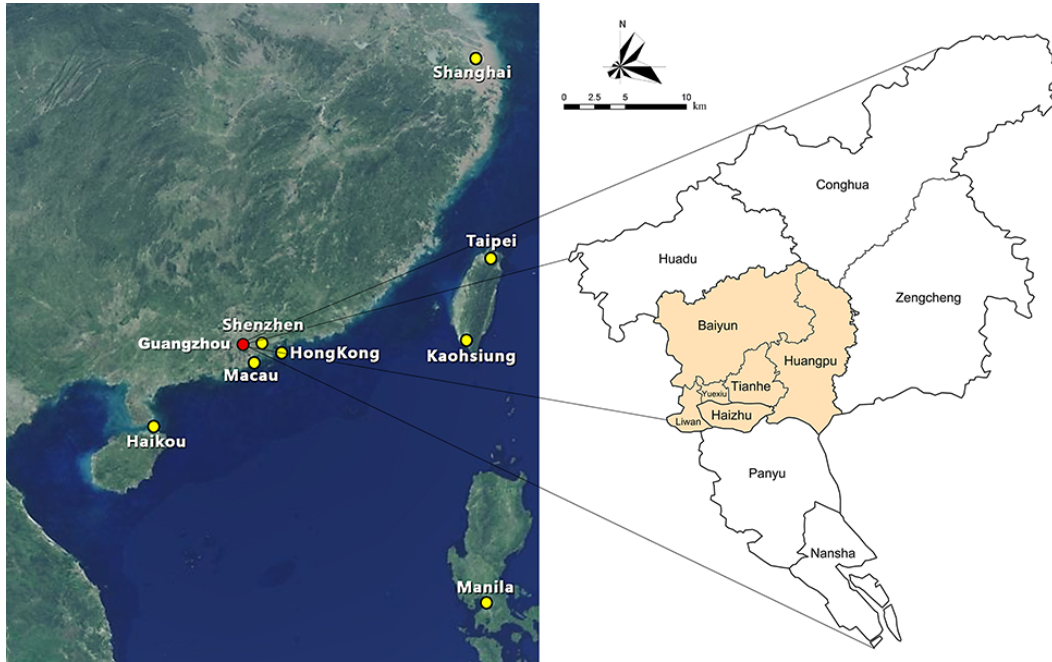 Shanghai
Taipei
Shenzhen
Guangzhou
HongKong
Kaohsiung
Macau
Haikou
Manila
N
0 2.5 5 10
km
Conghua
Huadu
Zengcheng
Baiyun
Huangpu
Tianhe
Yuexiu
Haizhu
Liwan
Panyu
Nansha